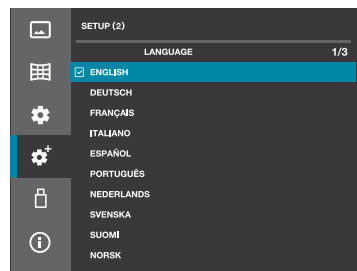 SETUP (2)
LANGUAGE 1/3
ENGLISH
DEUTSCH
FRANÇAIS
ITALIANO
ESPAÑOL
PORTUGUÊS
NEDERLANDS
SVENSKA
SUOMI
NORSK